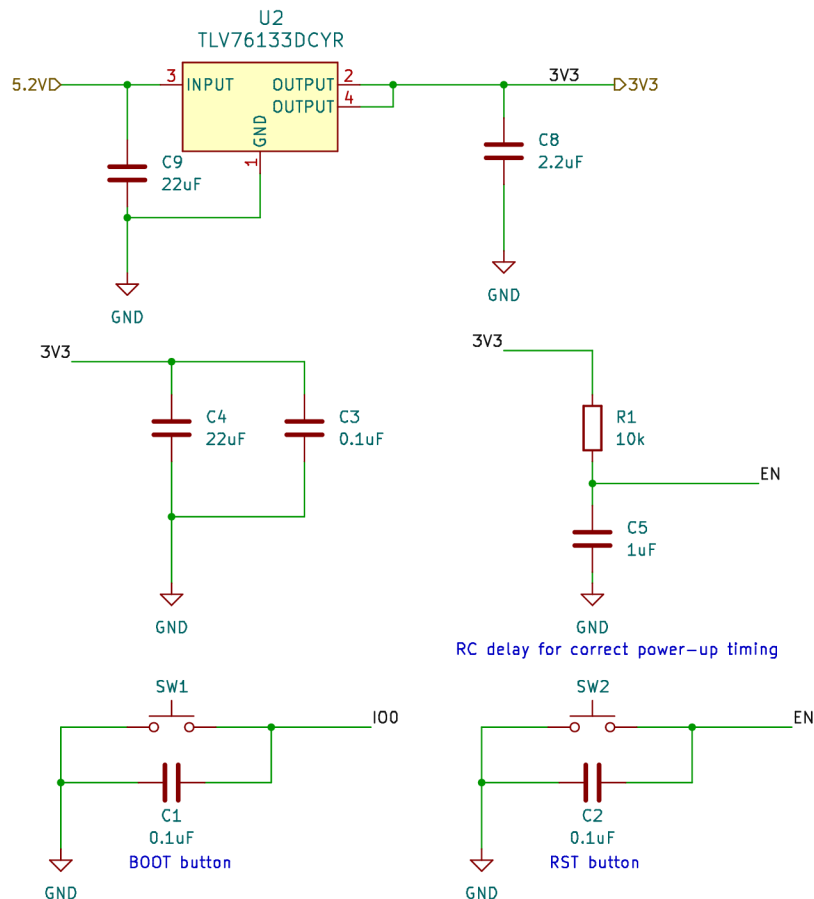 U2
TLV76133DCYR
5.2V
3
INPUT
OUTPUT
2
3V3
3V3
OUTPUT
4
GND
1
C9
22uF
C8
2.2uF
GND
GND
3V3
C4
22uF
C3
0.1uF
GND
3V3
R1
10k
EN
C5
1uF
GND
RC delay for correct power-up timing
SW1
IO0
C1
0.1uF
BOOT button
GND
SW2
EN
C2
0.1uF
RST button
GND